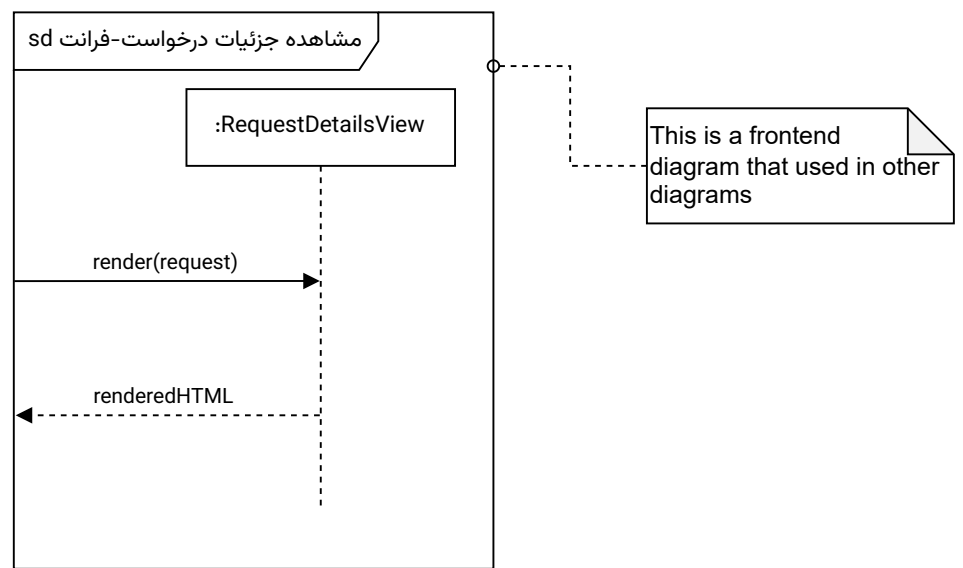 sd مشاهده جزئیات درخواست-فرانت
:RequestDetailsView
This is a frontend
diagram that used in other
diagrams
render(request)
renderedHTML